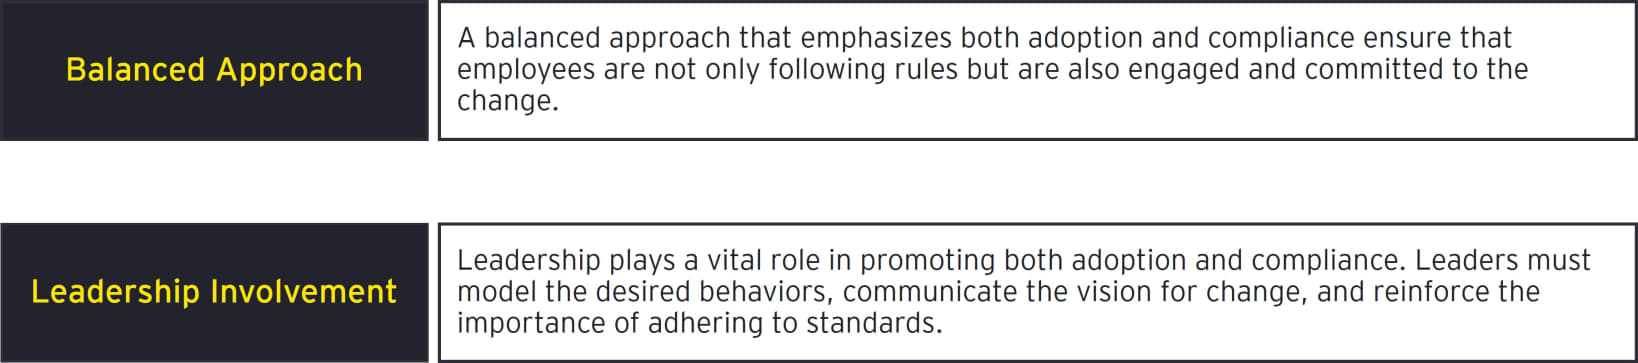 Balanced Approach
A balanced approach that emphasizes both adoption and compliance ensure that
employees are not only following rules but are also engaged and committed to the
change.
Leadership Involvement
Leadership plays a vital role in promoting both adoption and compliance. Leaders must
model the desired behaviors, communicate the vision for change, and reinforce the
importance of adhering to standards.